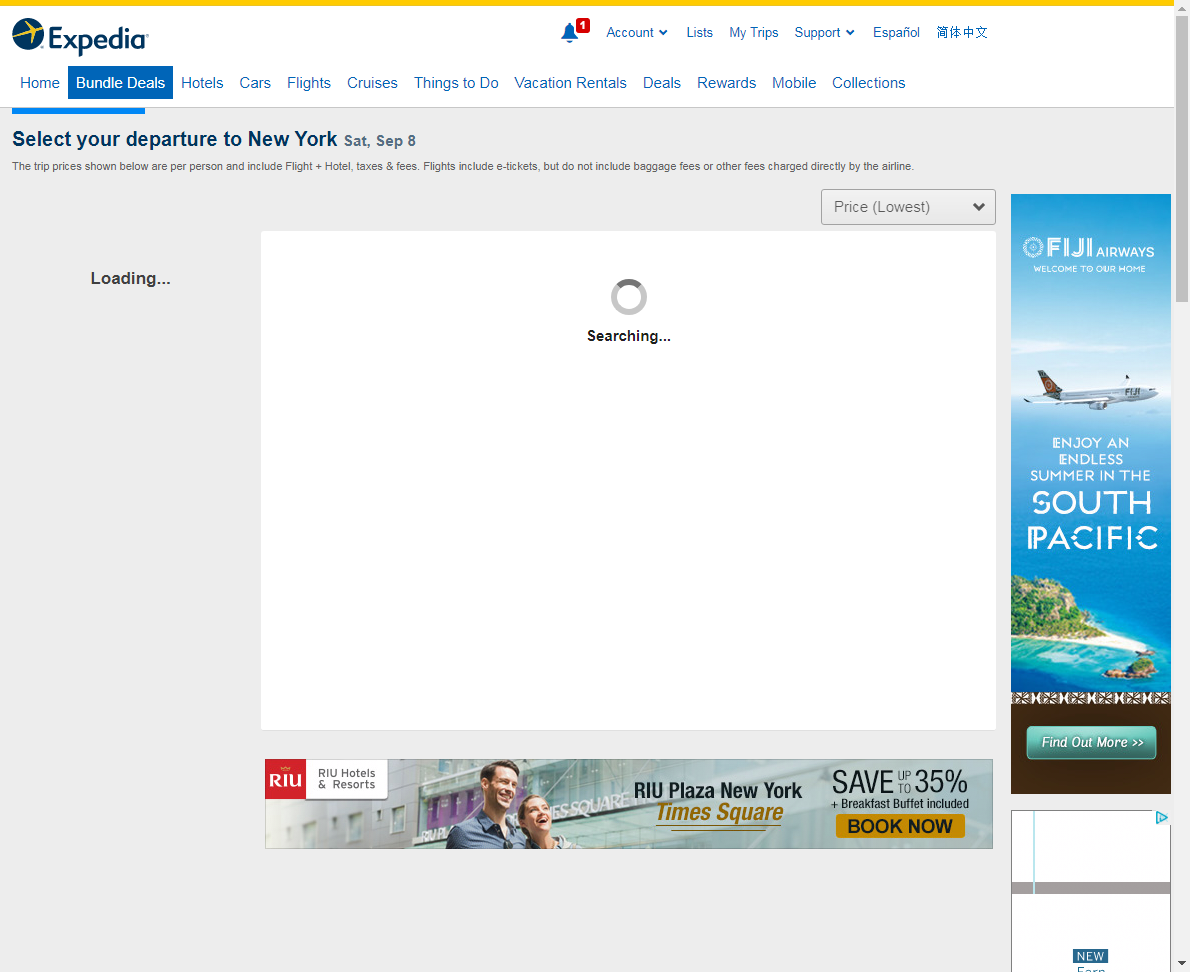 Expedia
1
Account
Lists
My Trips
Support
Español
简体中文
Home
Bundle Deals
Hotels
Cars
Flights
Cruises
Things to Do
Vacation Rentals
Deals
Rewards
Mobile
Collections
Select your departure to New York Sat, Sep 8
The trip prices shown below are per person and include Flight + Hotel, taxes & fees. Flights include e-tickets, but do not include baggage fees or other fees charged directly by the airline.
Price (Lowest)
Loading...
Searching...
FIJI AIRWAYS
WELCOME TO OUR HOME
FIJI
ENJOY AN
ENDLESS
SUMMER IN THE
SOUTH
PACIFIC
Find Out More >>
RIU
RIU Hotels
& Resorts
RIU Plaza New York
Times Square
SAVE UP TO 35%
+ Breakfast Buffet included
BOOK NOW
NEW
Earn